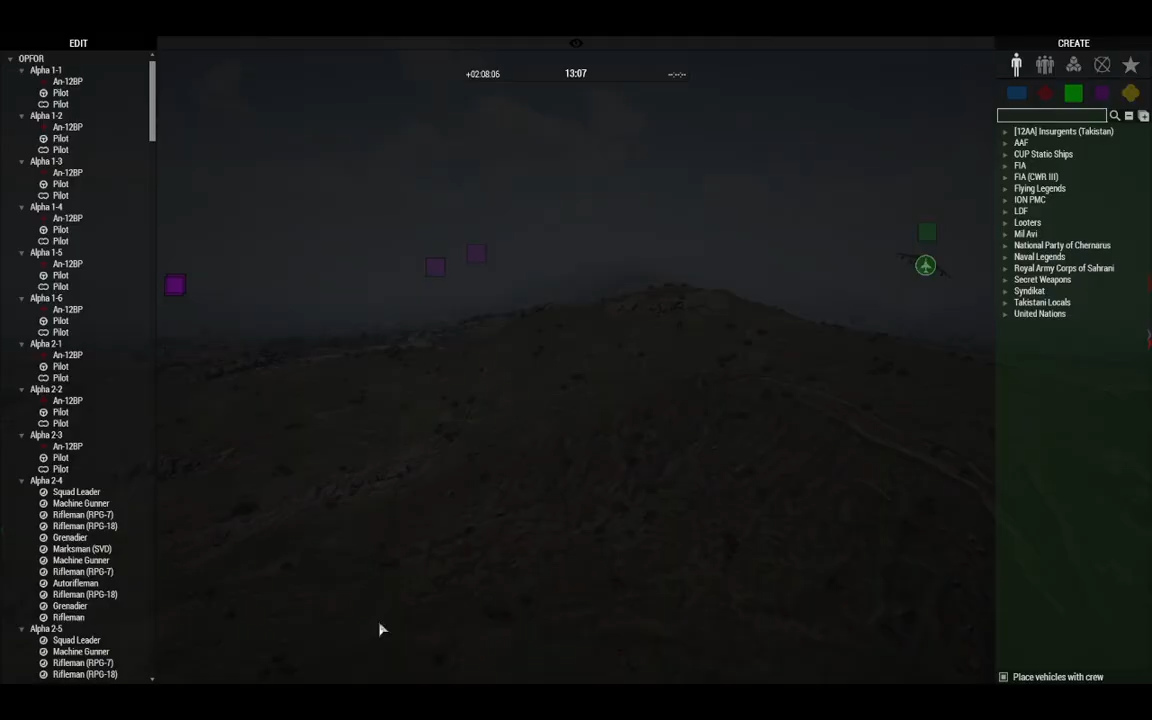 EDIT
OPFOR
Alpha 1-1
An-12BP
Pilot
Pilot
Alpha 1-2
An-12BP
Pilot
Pilot
Alpha 1-3
An-12BP
Pilot
Pilot
Alpha 1-4
An-12BP
Pilot
Pilot
Alpha 1-5
An-12BP
Pilot
Pilot
Alpha 1-6
An-12BP
Pilot
Pilot
Alpha 2-1
An-12BP
Pilot
Pilot
Alpha 2-2
An-12BP
Pilot
Pilot
Alpha 2-3
An-12BP
Pilot
Pilot
Alpha 2-4
Squad Leader
Machine Gunner
Rifleman (RPG-7)
Rifleman (RPG-18)
Grenadier
Marksman (SVD)
Machine Gunner
Rifleman (RPG-7)
Autorifleman
Rifleman (RPG-18)
Grenadier
Rifleman
Alpha 2-5
Squad Leader
Machine Gunner
Rifleman (RPG-7)
Rifleman (RPG-18)
+02:08:06 13:07 --:--
CREATE
[12AA] Insurgents (Takistan)
AAF
CUP Static Ships
FIA
FIA (CWR III)
Flying Legends
ION PMC
LDF
Looters
Mil Avi
National Party of Chernarus
Naval Legends
Royal Army Corps of Sahrani
Secret Weapons
Syndikat
Takistani Locals
United Nations
Place vehicles with crew